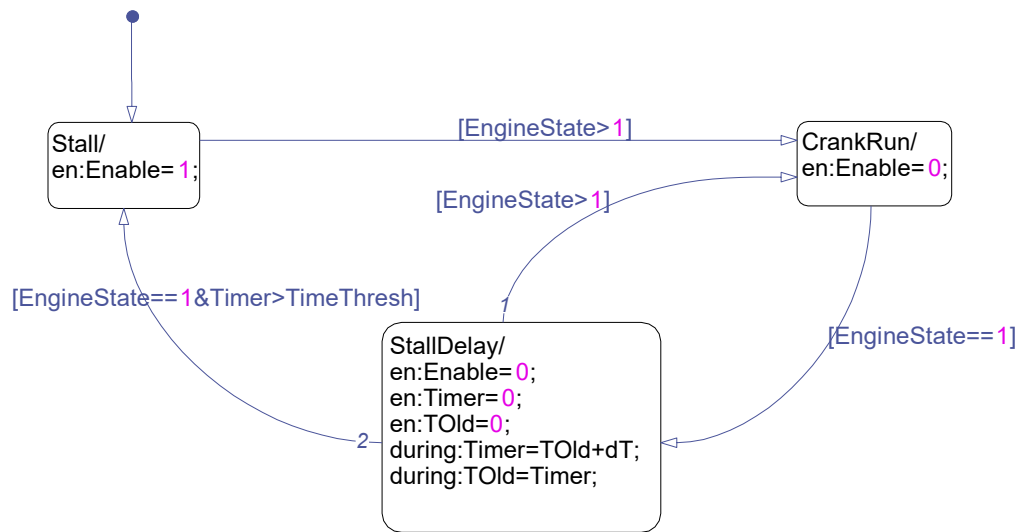 [EngineState>1]
Stall/
en:Enable=1;
CrankRun/
en:Enable=0;
[EngineState>1]
[EngineState==1&Timer>TimeThresh]
1
[EngineState==1]
StallDelay/
en:Enable=0;
en:Timer=0;
en:TOld=0;
during:Timer=TOld+dT;
during:TOld=Timer;
2